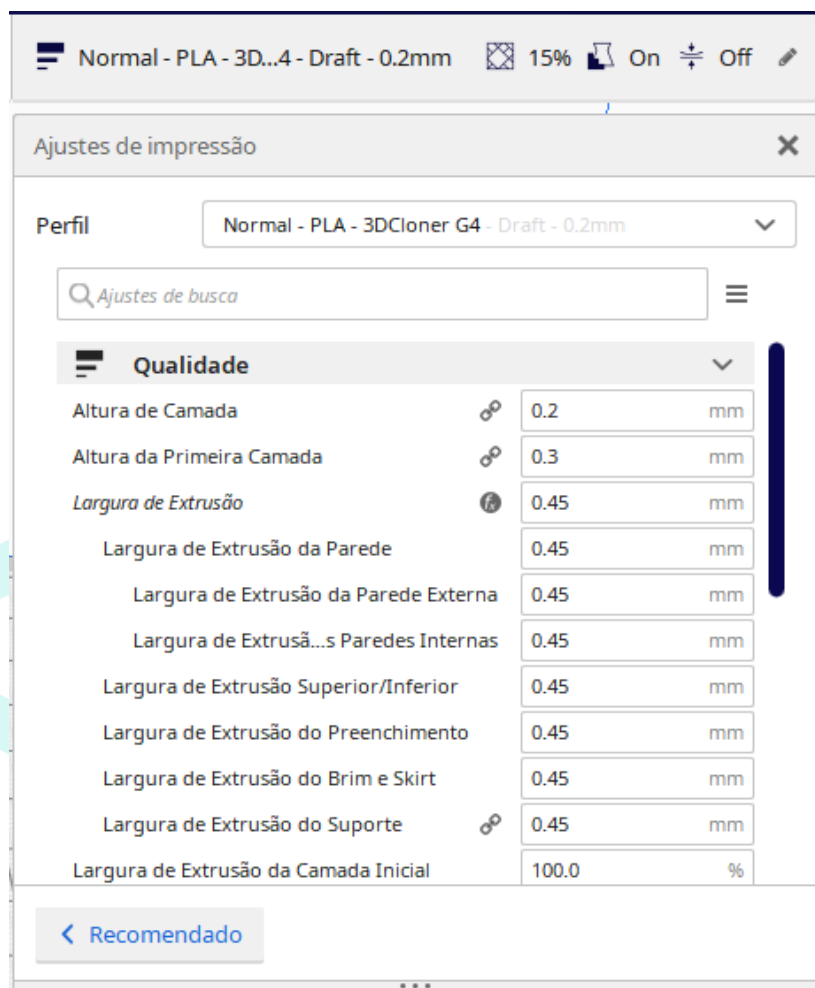 Normal - PLA - 3D...4 - Draft - 0.2mm 15% On Off
Ajustes de impressão
Perfil Normal - PLA - 3DCloner G4 - Draft - 0.2mm
Ajustes de busca
Qualidade
Altura de Camada 0.2 mm
Altura da Primeira Camada 0.3 mm
Largura de Extrusão 0.45 mm
Largura de Extrusão da Parede 0.45 mm
Largura de Extrusão da Parede Externa 0.45 mm
Largura de Extrusã...s Paredes Internas 0.45 mm
Largura de Extrusão Superior/Inferior 0.45 mm
Largura de Extrusão do Preenchimento 0.45 mm
Largura de Extrusão do Brim e Skirt 0.45 mm
Largura de Extrusão do Suporte 0.45 mm
Largura de Extrusão da Camada Inicial 100.0 %
Recomendado